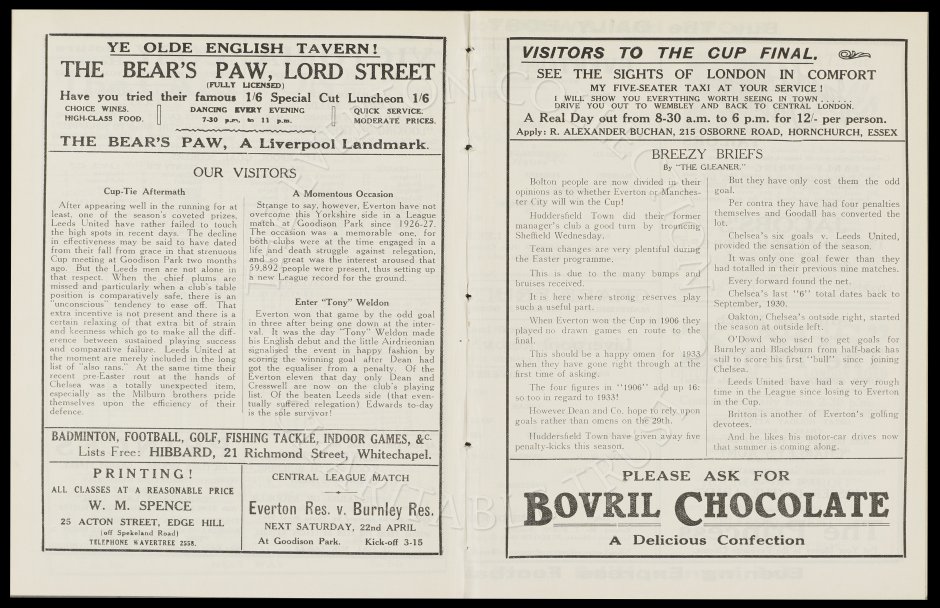 YE OLDE ENGLISH TAVERN!
THE BEAR'S PAW, LORD STREET
(FULLY LICENSED)
Have you tried their famous 1/6 Special Cut Luncheon 1/6
CHOICE WINES.
HIGH-CLASS FOOD.
DANCING EVERY EVENING
7-30 p.m. to 11 p.m.
QUICK SERVICE.
MODERATE PRICES.
THE BEAR'S PAW, A Liverpool Landmark.
OUR VISITORS
Cup-Tie Aftermath
After appearing well in the running for at
least, one of the season's coveted prizes,
Leeds United have rather failed to touch
the high spots in recent days. The decline
in effectiveness may be said to have dated
from their fall from grace in that strenuous
Cup meeting at Goodison Park two months
ago. But the Leeds men are not alone in
that respect. When the chief plums are
missed and particularly when a club's table
position is comparatively safe, there is an
"unconscious" tendency to ease off. That
extra incentive is not present and there is a
certain relaxing of that extra bit of strain
and keenness which go to make all the dif-
ference between sustained playing success
and comparative failure. Leeds United at
the moment are merely included in the long
list of "also rans." At the same time their
recent pre-Easter rout at the hands of
Chelsea was a totally unexpected item,
especially as the Milburn brothers pride
themselves upon the efficiency of their
defence.
A Momentous Occasion
Strange to say, however, Everton have not
overcome this Yorkshire side in a League
match at Goodison Park since 1926-27.
The occasion was a memorable one, for
both clubs were at the time engaged in a
life and death struggle against relegation,
and so great was the interest aroused that
59,892 people were present, thus setting up
a new League record for the ground.
Enter "Tony" Weldon
Everton won that game by the odd goal
in three after being one down at the inter-
val. It was the day "Tony" Weldon made
his English debut and the little Airdrieonian
signalised the event in happy fashion by
scoring the winning goal after Dean had
got the equaliser from a penalty. Of the
Everton eleven that day only Dean and
Cresswell are now on the club's playing
list. Of the beaten Leeds side (that even-
tually suffered relegation) Edwards to-day
is the sole survivor!
BADMINTON, FOOTBALL, GOLF, FISHING TACKLE, INDOOR GAMES, &C.
Lists Free: HIBBARD, 21 Richmond Street, Whitechapel.
PRINTING!
ALL CLASSES AT A REASONABLE PRICE
W. M. SPENCE
25 ACTON STREET, EDGE HILL
(off Spekeland Road)
TELEPHONE WAVERTREE 2558.
CENTRAL LEAGUE MATCH
Everton Res. v. Burnley Res.
NEXT SATURDAY, 22nd APRIL
At Goodison Park. Kick-off 3-15
VISITORS TO THE CUP FINAL.
SEE THE SIGHTS OF LONDON IN COMFORT
MY FIVE-SEATER TAXI AT YOUR SERVICE!
I WILL SHOW YOU EVERYTHING WORTH SEEING IN TOWN......
DRIVE YOU OUT TO WEMBLEY AND BACK TO CENTRAL LONDON.
A Real Day out from 8-30 a.m. to 6 p.m. for 12/- per person.
Apply: R. ALEXANDER BUCHAN, 215 OSBORNE ROAD, HORNCHURCH, ESSEX
BREEZY BRIEFS
By "THE GLEANER."
Bolton people are now divided in their
opinions as to whether Everton or Manches-
ter City will win the Cup!
Huddersfield Town did their former
manager's club a good turn by trouncing
Sheffield Wednesday.
Team changes are very plentiful during
the Easter programme.
This is due to the many bumps and
bruises received.
It is here where strong reserves play
such a useful part.
When Everton won the Cup in 1906 they
played no drawn games en route to the
final.
This should be a happy omen for 1933
when they have gone right through at the
first time of asking.
The four figures in "1906" add up 16:
so too in regard to 1933!
However Dean and Co. hope to rely upon
goals rather than omens on the 29th.
Huddersfield Town have given away five
penalty-kicks this season.
But they have only cost them the odd
goal.
Per contra they have had four penalties
themselves and Goodall has converted the
lot.
Chelsea's six goals v. Leeds United,
provided the sensation of the season.
It was only one goal fewer than they
had totalled in their previous nine matches.
Every forward found the net.
Chelsea's last "6" total dates back to
September, 1930.
Oakton, Chelsea's outside right, started
the season at outside left.
O'Dowd who used to get goals for
Burnley and Blackburn from half-back has
still to score his first "bull" since joining
Chelsea.
Leeds United have had a very rough
time in the League since losing to Everton
in the Cup.
Britton is another of Everton's golfing
devotees.
And he likes his motor-car drives now
that summer is coming along.
PLEASE ASK FOR
BOVRIL CHOCOLATE
A Delicious Confection